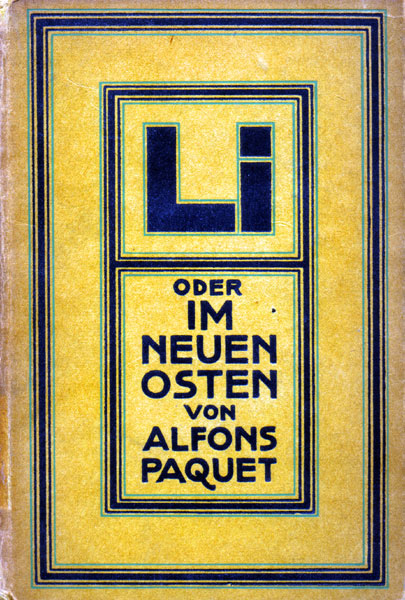 Li
ODER
IM
NEUEN
OSTEN
VON
ALFONS
PAQUET